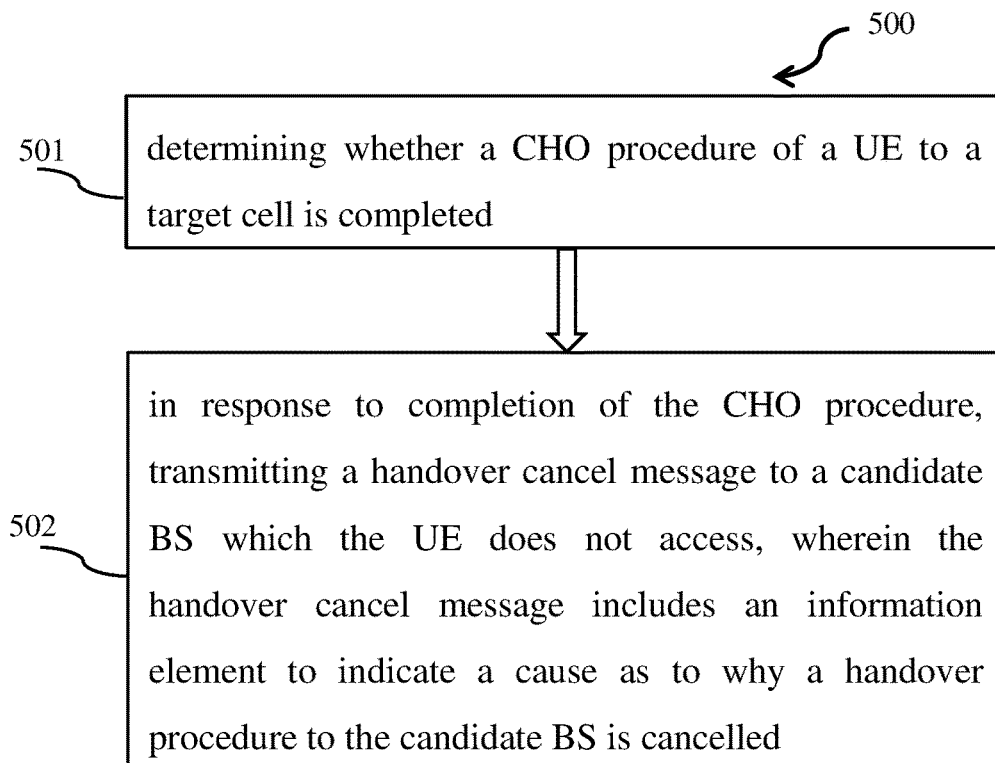 500
501
determining whether a CHO procedure of a UE to a
target cell is completed
502
in response to completion of the CHO procedure,
transmitting a handover cancel message to a candidate
BS which the UE does not access, wherein the
handover cancel message includes an information
element to indicate a cause as to why a handover
procedure to the candidate BS is cancelled